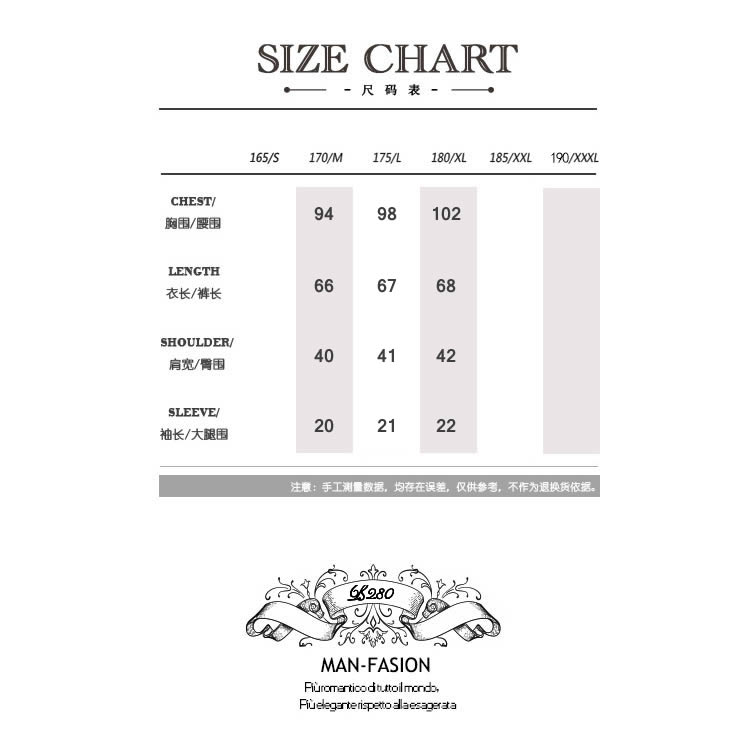 SIZE CHART
- 尺 码 表 -
165/S 170/M 175/L 180/XL 185/XXL 190/XXXL
CHEST/
胸围/腰围 94 98 102
LENGTH
衣长/裤长 66 67 68
SHOULDER/
肩宽/臀围 40 41 42
SLEEVE/
袖长/大腿围 20 21 22
注意：手工测量数据，均存在误差，仅供参考，不作为退换货依据。
MAN-FASION
Più romantico di tutto il mondo,
Più elegante rispetto alla esagerata